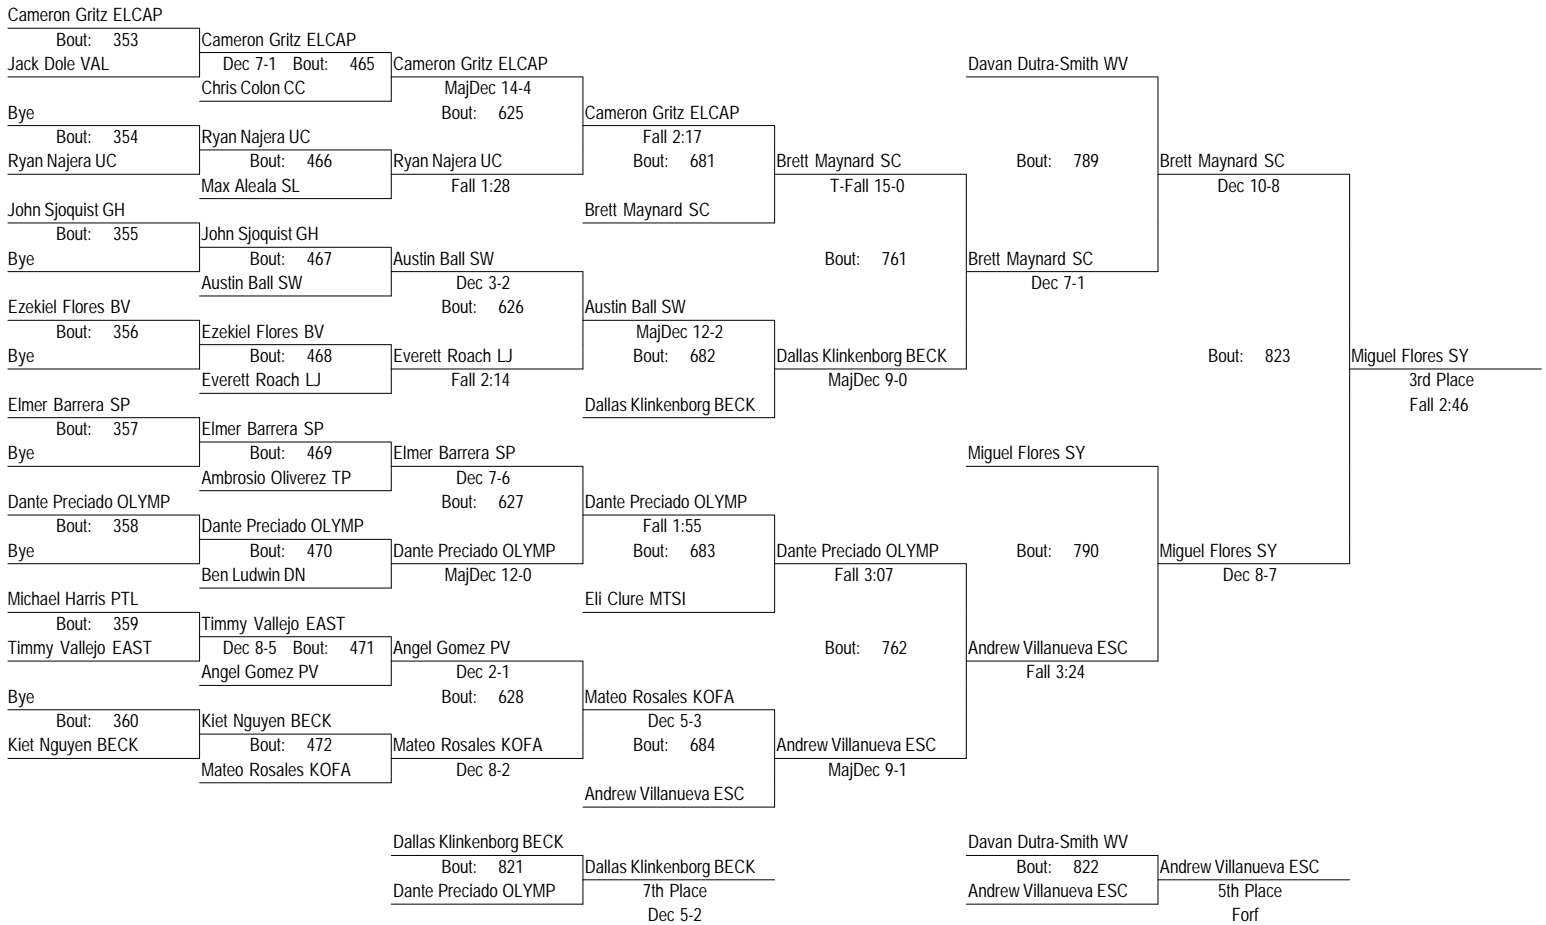 Cameron Gritz ELCAP
Bout: 353 Cameron Gritz ELCAP
Jack Dole VAL Dec 7-1 Bout: 465 Cameron Gritz ELCAP Davan Dutra-Smith WV
Chris Colon CC MajDec 14-4
Bye Bout: 625 Cameron Gritz ELCAP
Bout: 354 Ryan Najera UC Fall 2:17
Ryan Najera UC Bout: 466 Ryan Najera UC Bout: 681 Brett Maynard SC Bout: 789 Brett Maynard SC
Max Aleala SL Fall 1:28 T-Fall 15-0 Dec 10-8
John Sjoquist GH Brett Maynard SC
Bout: 355 John Sjoquist GH
Bye Bout: 467 Austin Ball SW Bout: 761 Brett Maynard SC
Austin Ball SW Dec 3-2 Dec 7-1
Ezekiel Flores BV Bout: 626 Austin Ball SW
Bout: 356 Ezekiel Flores BV MajDec 12-2
Bye Bout: 468 Everett Roach LJ Bout: 682 Dallas Klinkenborg BECK Bout: 823 Miguel Flores SY
Everett Roach LJ Fall 2:14 MajDec 9-0 3rd Place
Elmer Barrera SP Dallas Klinkenborg BECK Fall 2:46
Bout: 357 Elmer Barrera SP
Bye Bout: 469 Elmer Barrera SP Miguel Flores SY
Ambrosio Oliverez TP Dec 7-6
Dante Preciado OLYMP Bout: 627 Dante Preciado OLYMP
Bout: 358 Dante Preciado OLYMP Fall 1:55
Bye Bout: 470 Dante Preciado OLYMP Bout: 683 Dante Preciado OLYMP Bout: 790 Miguel Flores SY
Ben Ludwin DN MajDec 12-0 Fall 3:07 Dec 8-7
Michael Harris PTL Eli Clure MTSI
Bout: 359 Timmy Vallejo EAST
Timmy Vallejo EAST Dec 8-5 Bout: 471 Angel Gomez PV Bout: 762 Andrew Villanueva ESC
Angel Gomez PV Dec 2-1 Fall 3:24
Bye Bout: 628 Mateo Rosales KOFA
Bout: 360 Kiet Nguyen BECK Dec 5-3
Kiet Nguyen BECK Bout: 472 Mateo Rosales KOFA Bout: 684 Andrew Villanueva ESC
Mateo Rosales KOFA Dec 8-2 MajDec 9-1
Andrew Villanueva ESC
Dallas Klinkenborg BECK Davan Dutra-Smith WV
Bout: 821 Dallas Klinkenborg BECK Bout: 822 Andrew Villanueva ESC
Dante Preciado OLYMP 7th Place Andrew Villanueva ESC 5th Place
Dec 5-2 Forf